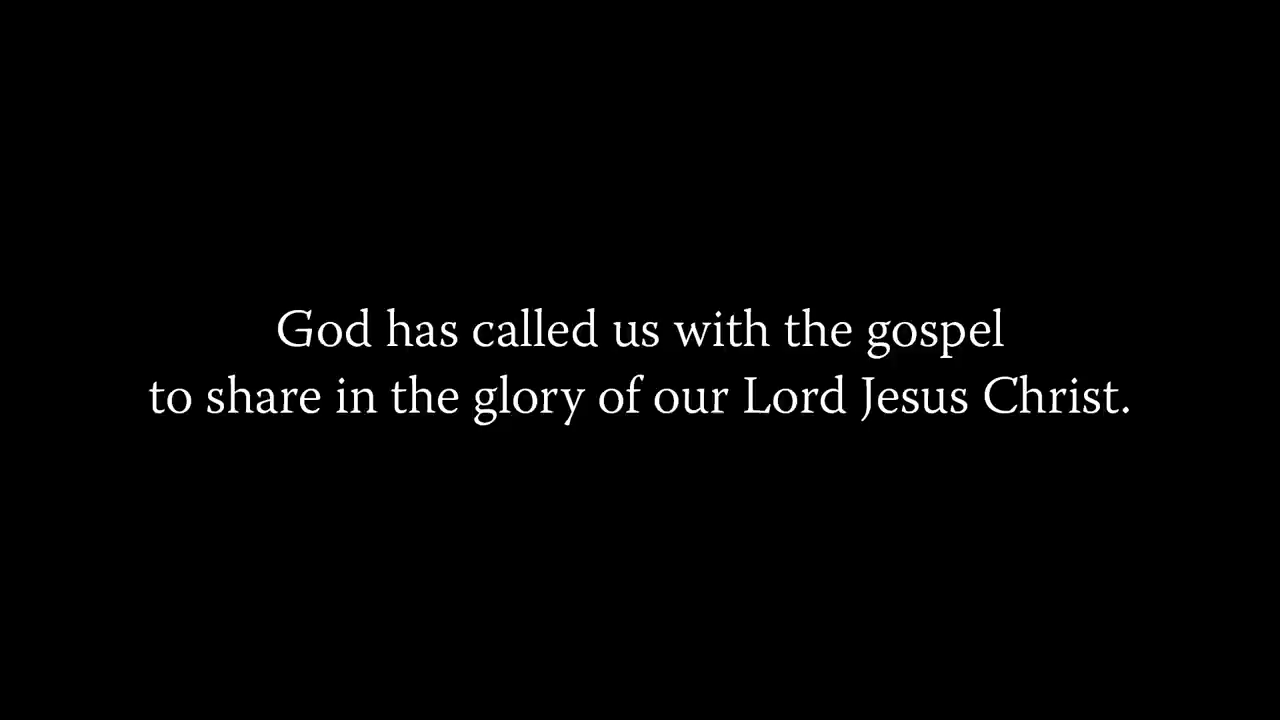 God has called us with the gospel
to share in the glory of our Lord Jesus Christ.